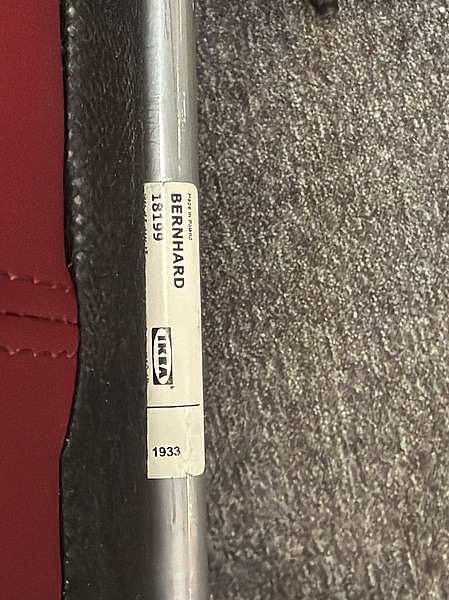 Made in Poland
BERNHARD
18199
IKEA
1933